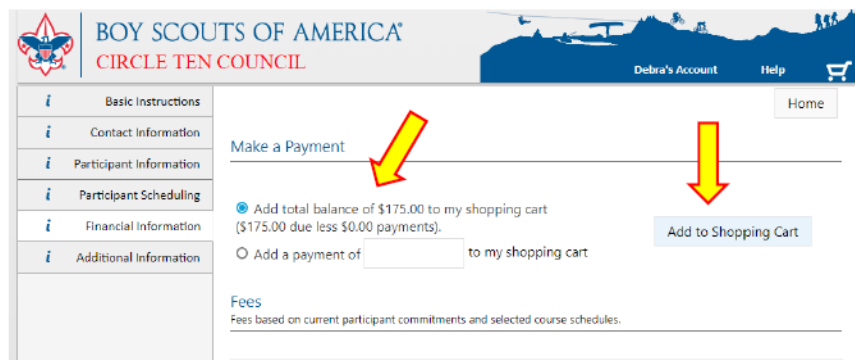 BOY SCOUTS OF AMERICA®
CIRCLE TEN COUNCIL
Debra's Account Help
i Basic Instructions
Home
i Contact Information
Make a Payment
i Participant Information
i Participant Scheduling
Add total balance of $175.00 to my shopping cart
($175.00 due less $0.00 payments).
Add to Shopping Cart
i Financial Information
Add a payment of to my shopping cart
i Additional Information
Fees
Fees based on current participant commitments and selected course schedules.